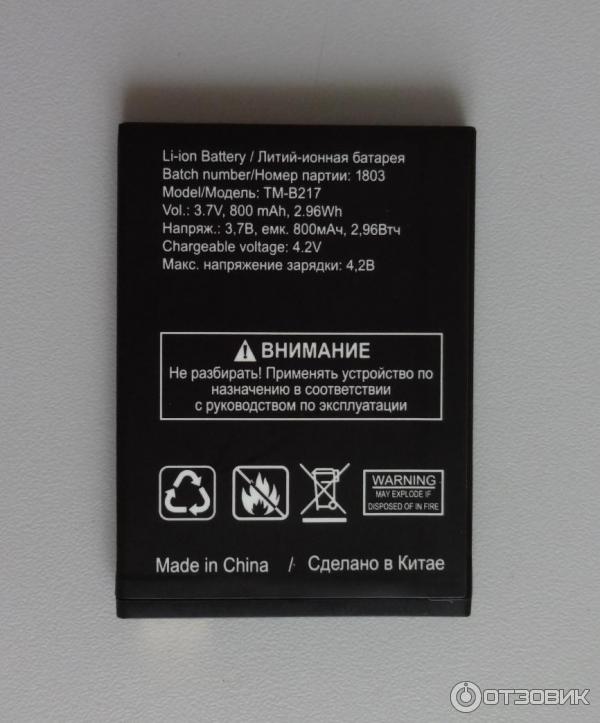 Li-ion Battery / Литий-ионная батарея
Batch number/Номер партии: 1803
Model/Модель: TM-B217
Vol.: 3.7V, 800 mAh, 2.96Wh
Напряж.: 3,7В, емк. 800мАч, 2,96Втч
Chargeable voltage: 4.2V
Макс. напряжение зарядки: 4,2В
ВНИМАНИЕ
Не разбирать! Применять устройство по
назначению в соответствии
с руководством по эксплуатации
WARNING
MAY EXPLODE IF
DISPOSED OF IN FIRE
Made in China / Сделано в Китае
ОТЗОВИК